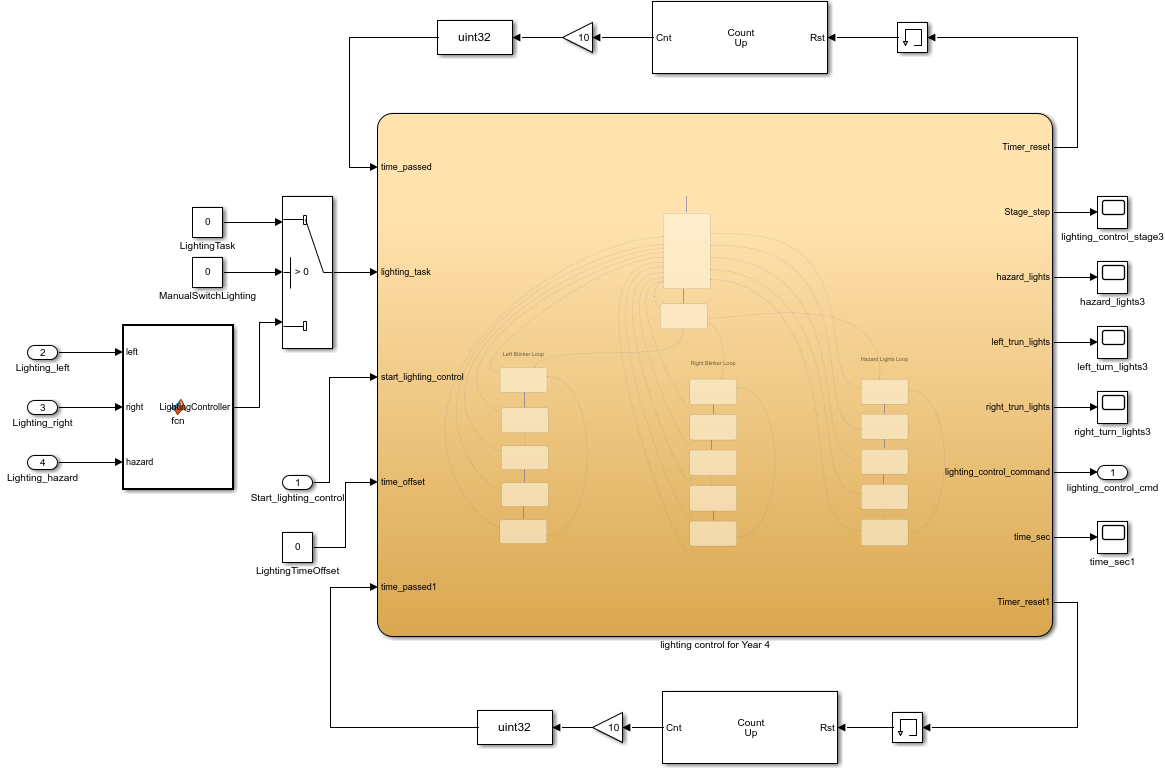 uint32
10
Cnt
Count
Up
Rst
time_passed
Timer_reset
0
LightingTask
0
ManualSwitchLighting
> 0
lighting_task
Stage_step
lighting_control_stage3
hazard_lights
hazard_lights3
2
Lighting_left
left
3
Lighting_right
right
LightingController
fcn
4
Lighting_hazard
hazard
start_lighting_control
left_trun_lights
left_turn_lights3
right_trun_lights
right_turn_lights3
Left Blinker Loop
Right Blinker Loop
Hazard Lights Loop
1
Start_lighting_control
time_offset
lighting_control_command
1
lighting_control_cmd
0
LightingTimeOffset
time_sec
time_sec1
time_passed1
Timer_reset1
lighting control for Year 4
uint32
10
Cnt
Count
Up
Rst